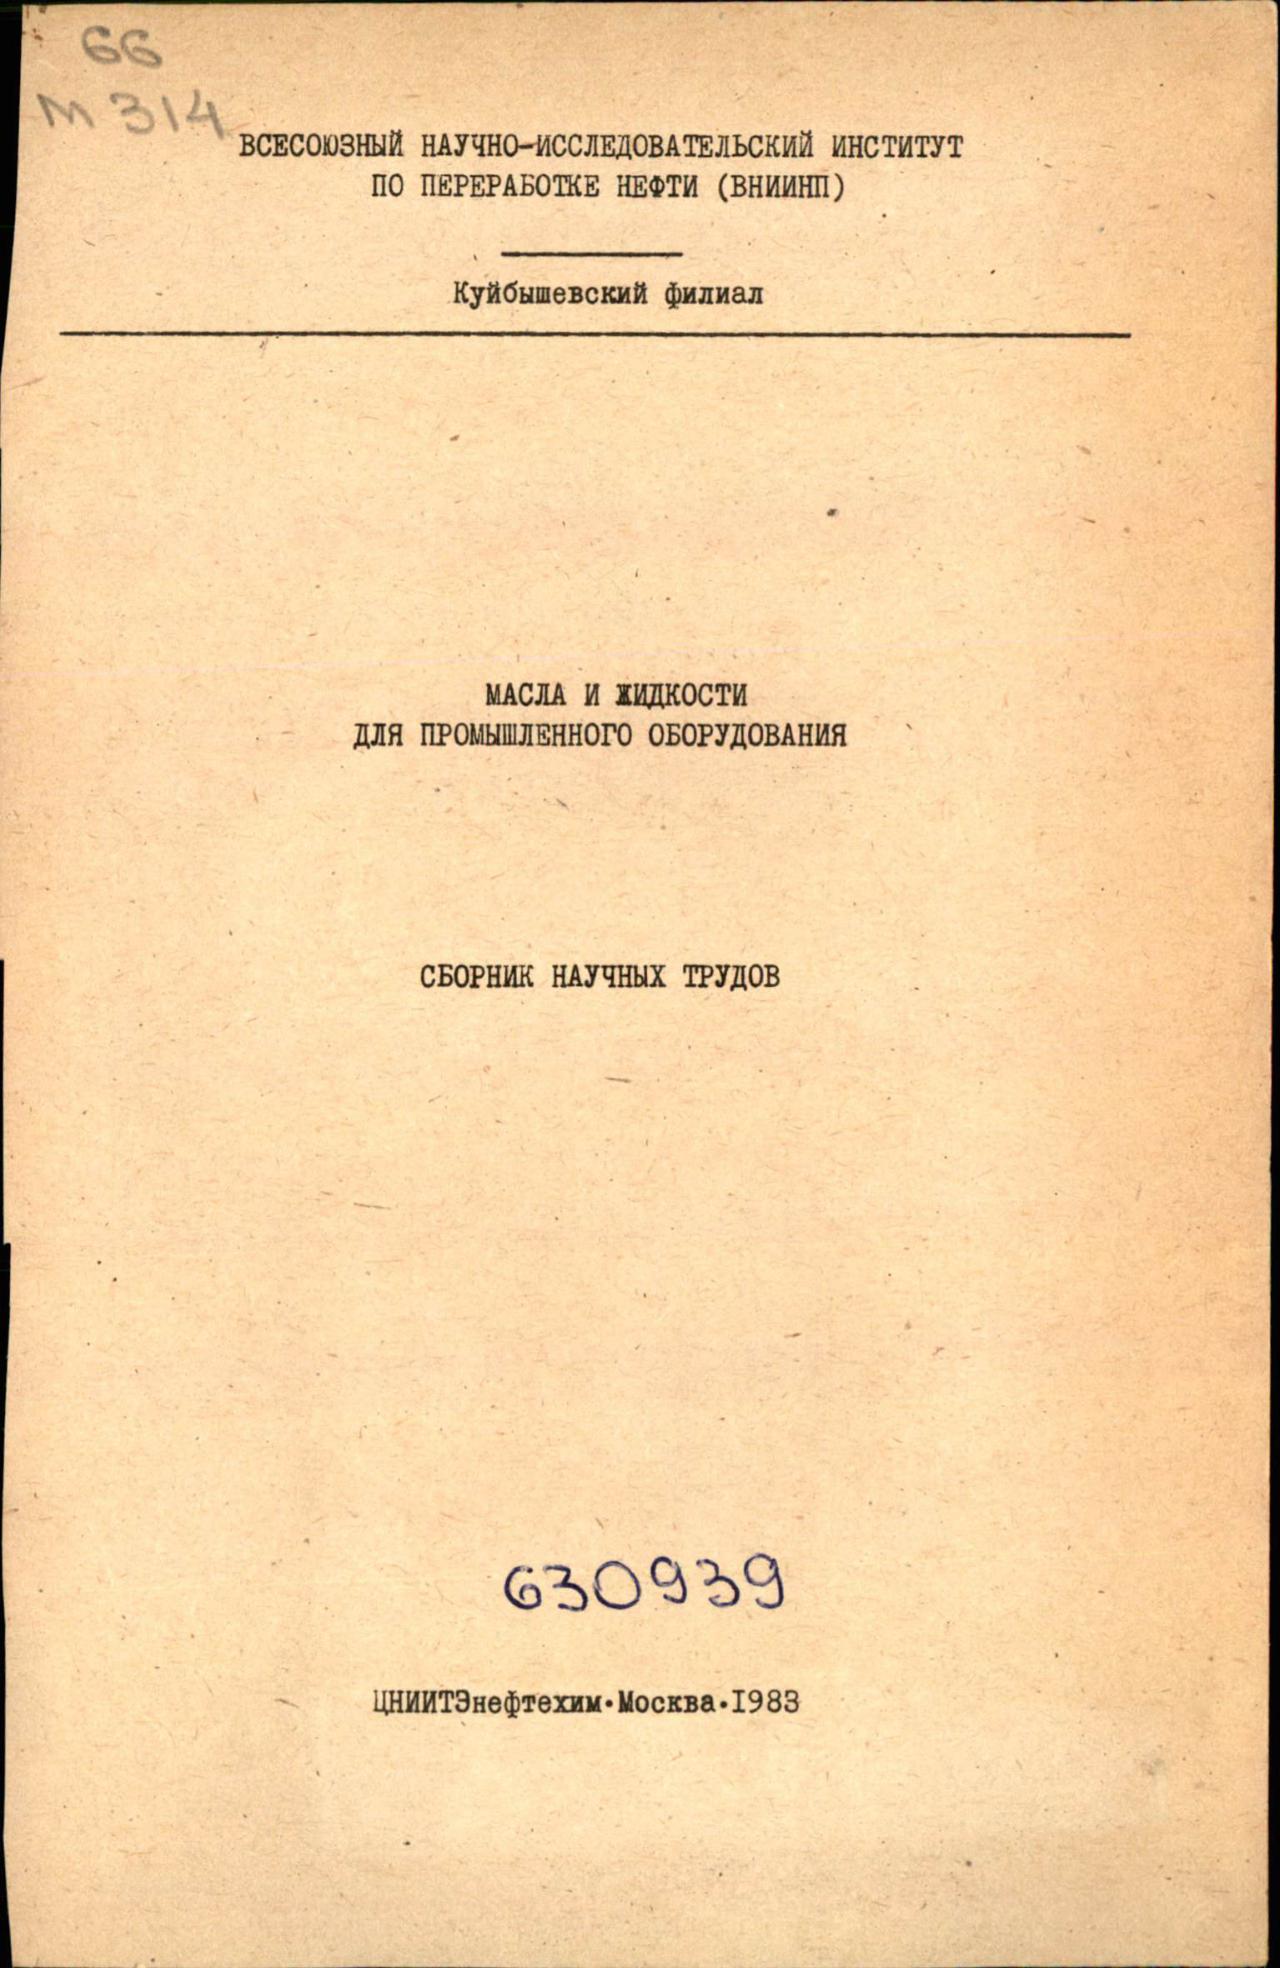 66
М 314
ВСЕСОЮЗНЫЙ НАУЧНО-ИССЛЕДОВАТЕЛЬСКИЙ ИНСТИТУТ
ПО ПЕРЕРАБОТКЕ НЕФТИ (ВНИИНП)
Куйбышевский филиал
МАСЛА И ЖИДКОСТИ
ДЛЯ ПРОМЫШЛЕННОГО ОБОРУДОВАНИЯ
СБОРНИК НАУЧНЫХ ТРУДОВ
630939
ЦНИИТЭнефтехим·Москва·1983